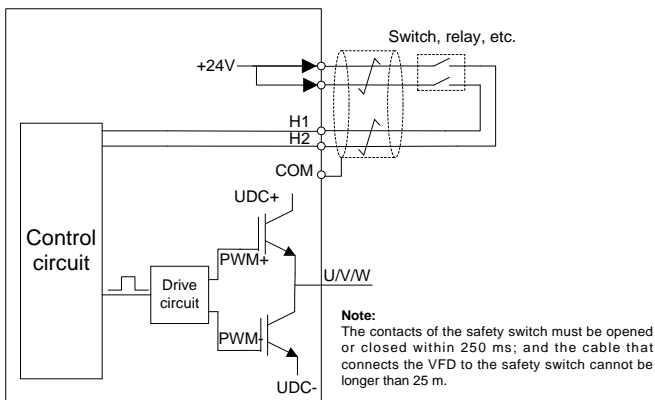 Switch, relay, etc.
+24V
H1
H2
COM
UDC+
Control
circuit
PWM+
Drive
circuit
U/V/W
PWM-
UDC-
Note:
The contacts of the safety switch must be opened
or closed within 250 ms; and the cable that
connects the VFD to the safety switch cannot be
longer than 25 m.